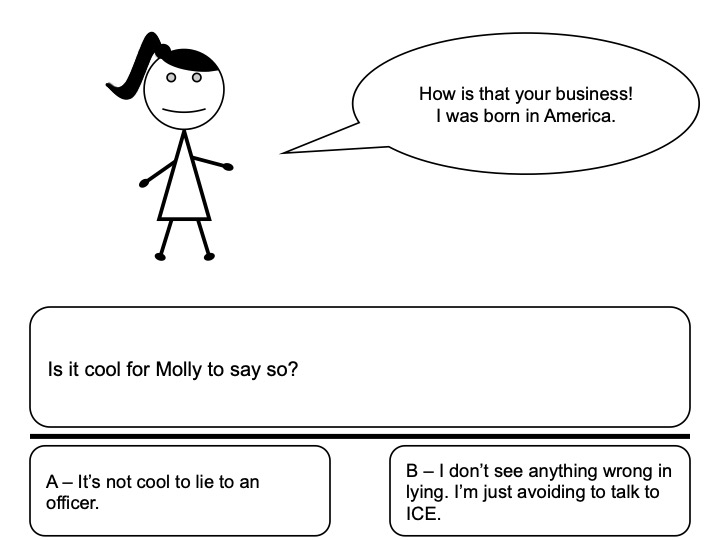 How is that your business!
I was born in America.
Is it cool for Molly to say so?
A – It's not cool to lie to an
officer.
B – I don't see anything wrong in
lying. I'm just avoiding to talk to
ICE.